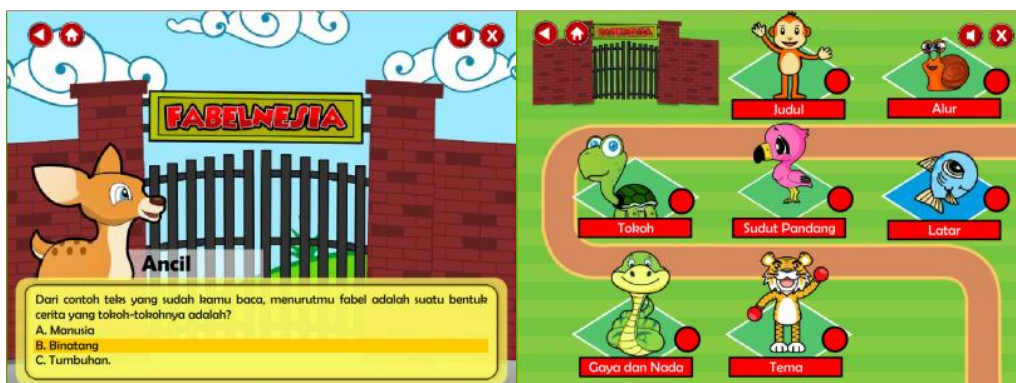 FABELNESIA
Ancil
Dari contoh teks yang sudah kamu baca, menurutmu fabel adalah suatu bentuk
cerita yang tokoh-tokohnya adalah?
A. Manusia
B. Binatang
C. Tumbuhan.
FABELNESIA
Judul
Alur
Tokoh
Sudut Pandang
Latar
Gaya dan Nada
Tema